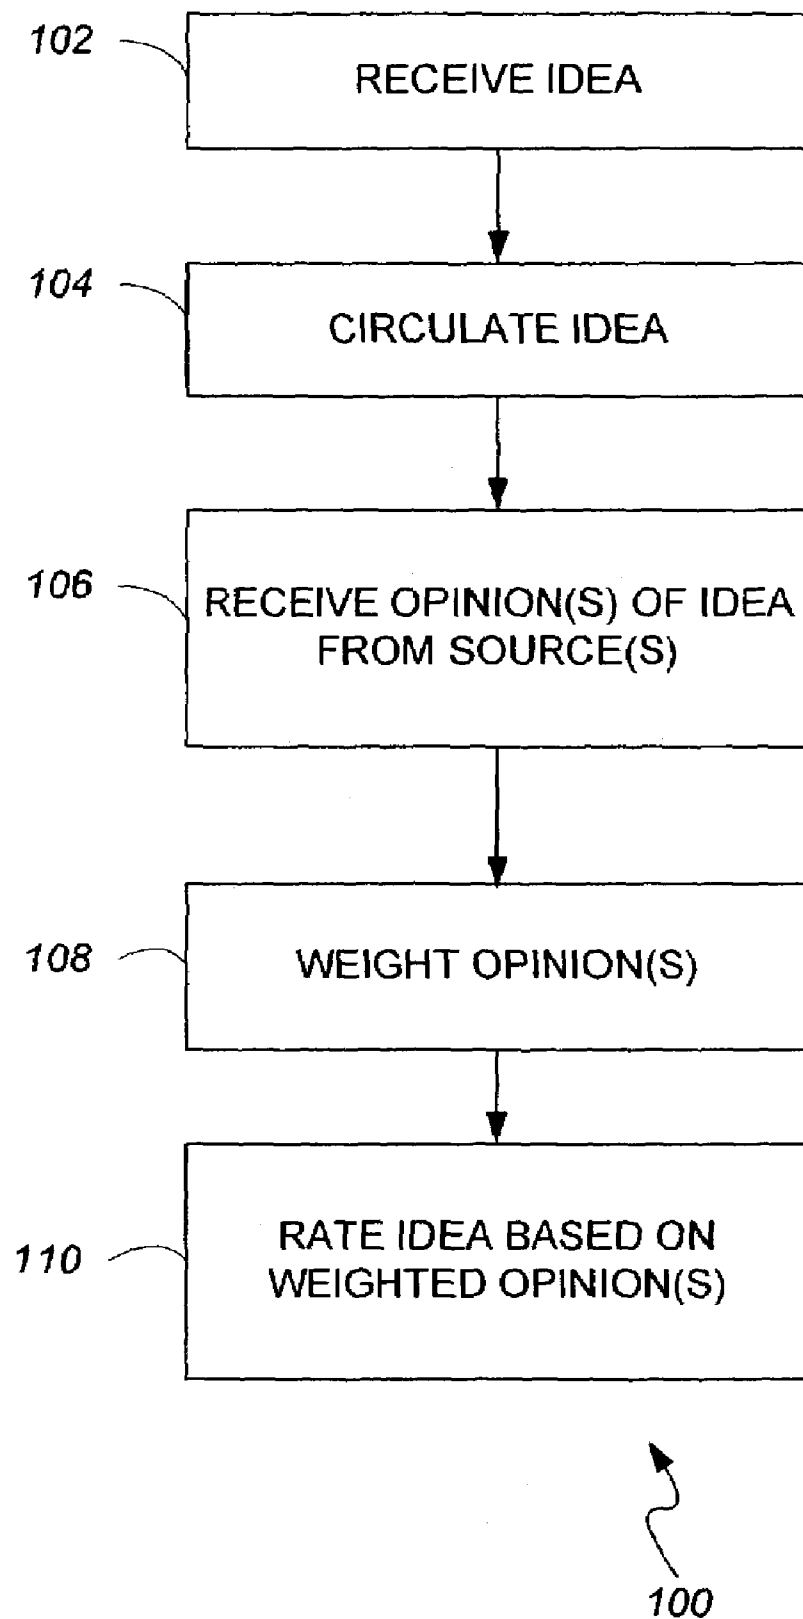 102
RECEIVE IDEA
104
CIRCULATE IDEA
106
RECEIVE OPINION(S) OF IDEA
FROM SOURCE(S)
108
WEIGHT OPINION(S)
110
RATE IDEA BASED ON
WEIGHTED OPINION(S)
100